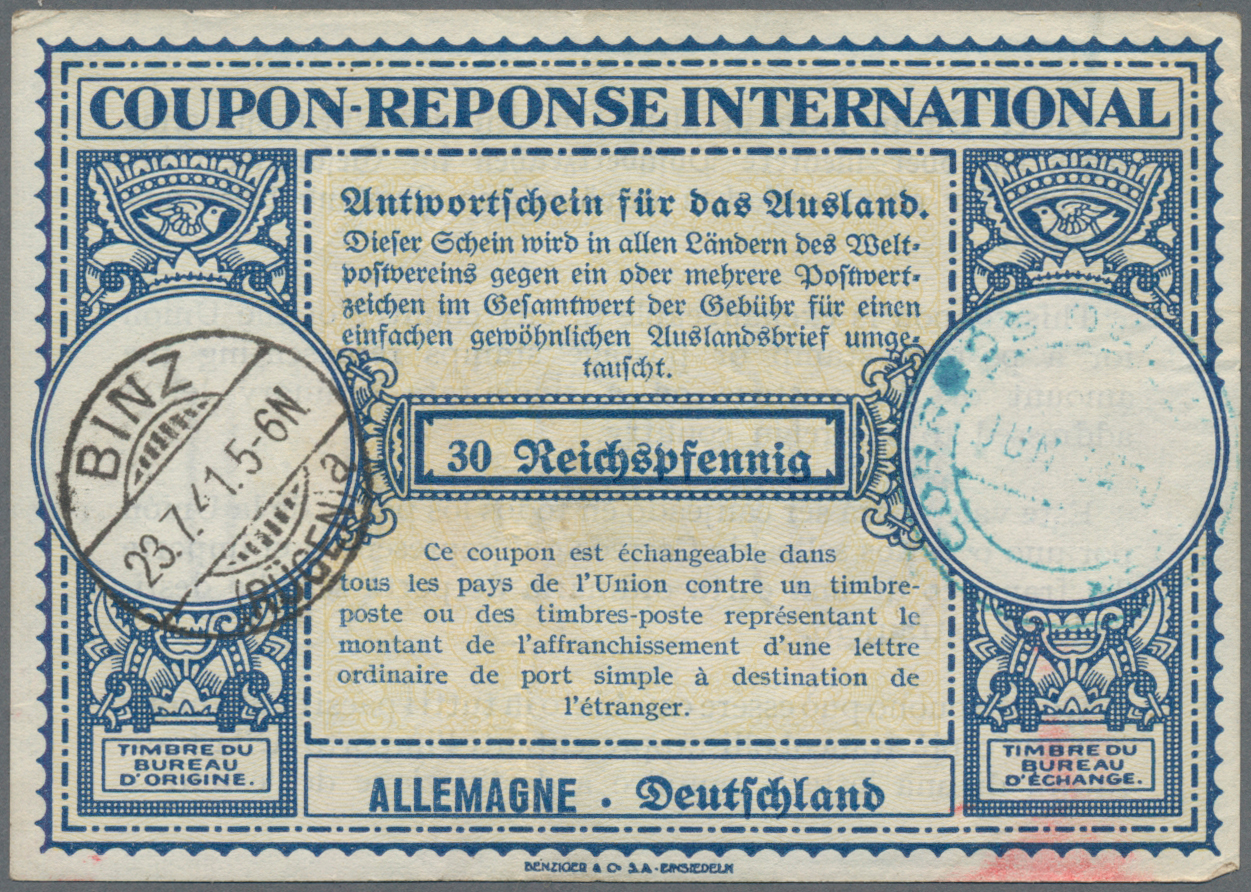 COUPON-REPONSE INTERNATIONAL
Antwortschein für das Ausland.
Dieser Schein wird in allen Ländern des Welt-
postvereins gegen ein oder mehrere Postwert-
zeichen im Gesamtwert der Gebühr für einen
einfachen gewöhnlichen Auslandsbrief umge-
tauscht.
30 Reichspfennig
BINZ
23.7.41.5-6N.
(RÜGEN) a
JUN
Ce coupon est échangeable dans
tous les pays de l'Union contre un timbre-
poste ou des timbres-poste représentant le
montant de l'affranchissement d'une lettre
ordinaire de port simple à destination de
l'étranger.
TIMBRE DU
BUREAU
D'ORIGINE.
TIMBRE DU
BUREAU
D'ÉCHANGE.
ALLEMAGNE . Deutschland
BENZIGER & Co S.A. - EINSIEDELN